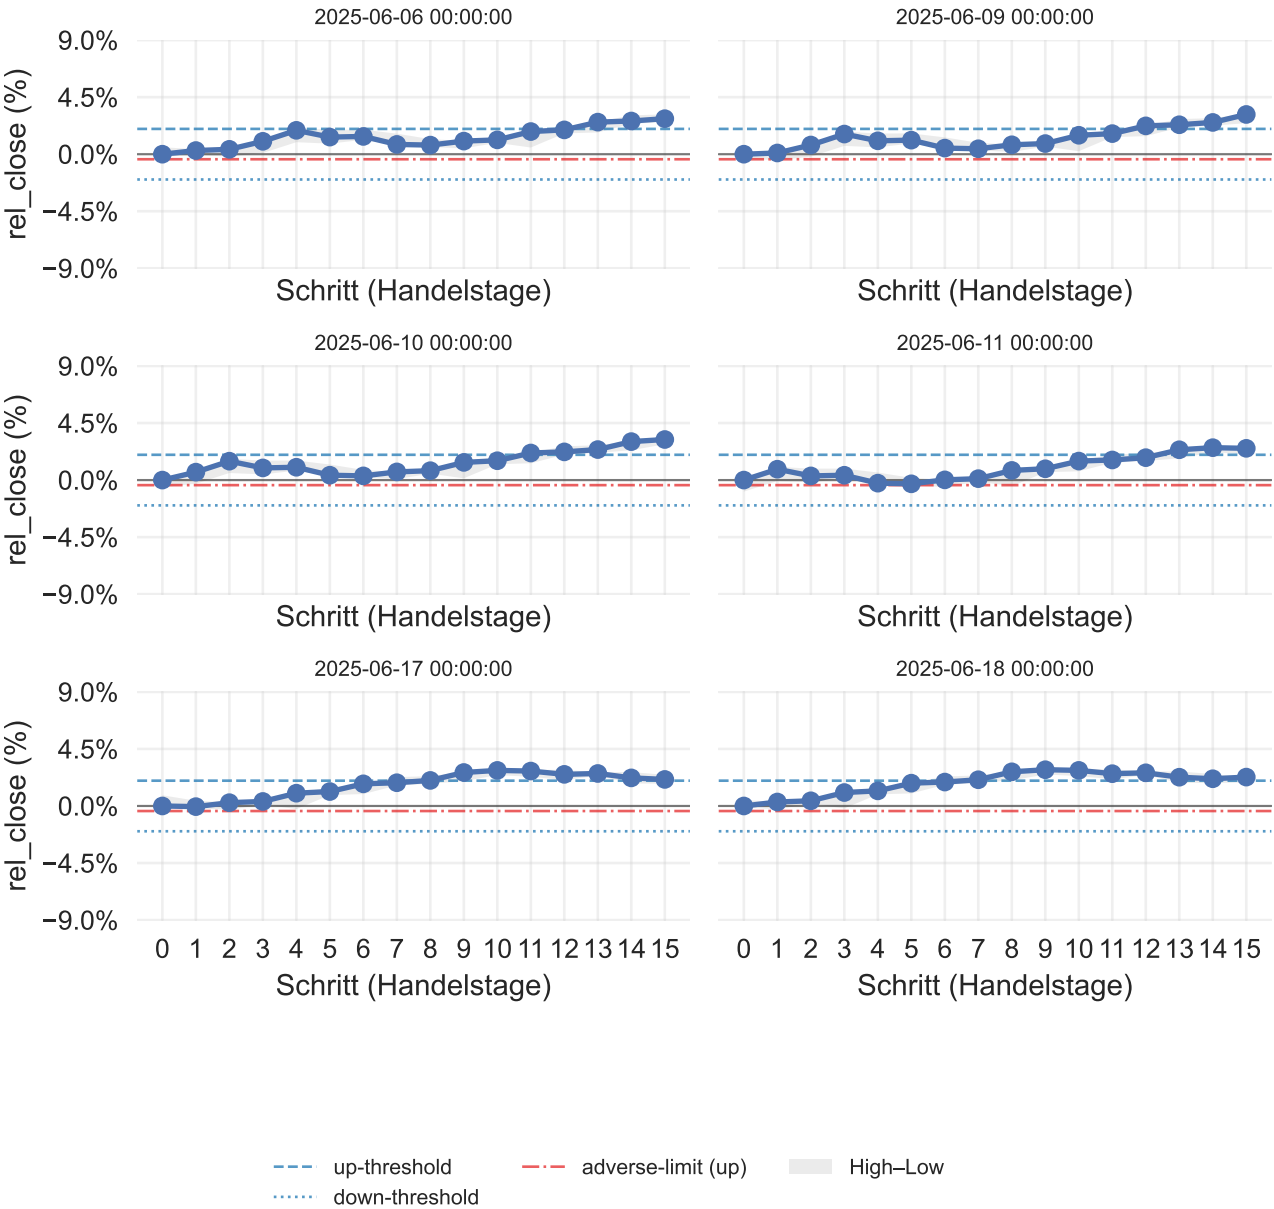 2025-06-06 00:00:00
2025-06-09 00:00:00
9.0%
4.5%
0.0%
−4.5%
−9.0%
rel_close (%)
Schritt (Handelstage)
Schritt (Handelstage)
2025-06-10 00:00:00
2025-06-11 00:00:00
9.0%
4.5%
0.0%
−4.5%
−9.0%
rel_close (%)
Schritt (Handelstage)
Schritt (Handelstage)
2025-06-17 00:00:00
2025-06-18 00:00:00
9.0%
4.5%
0.0%
−4.5%
−9.0%
rel_close (%)
0 1 2 3 4 5 6 7 8 9 10 11 12 13 14 15
0 1 2 3 4 5 6 7 8 9 10 11 12 13 14 15
Schritt (Handelstage)
Schritt (Handelstage)
up-threshold
adverse-limit (up)
High–Low
down-threshold